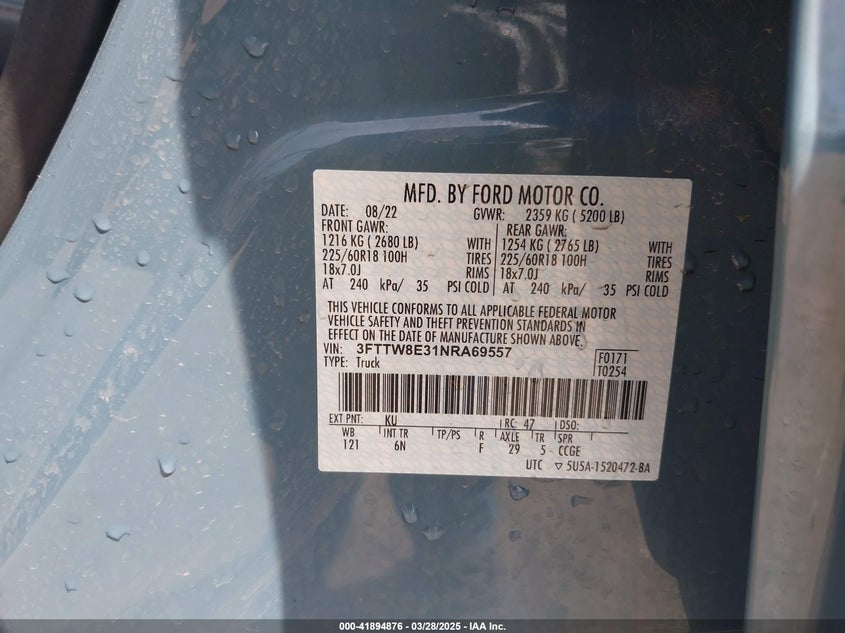 MFD. BY FORD MOTOR CO.
DATE: 08/22 GVWR: 2359 KG ( 5200 LB)
FRONT GAWR: REAR GAWR:
1216 KG ( 2680 LB) WITH 1254 KG ( 2765 LB) WITH
225/60R18 100H TIRES 225/60R18 100H TIRES
18x7.0J RIMS 18x7.0J RIMS
AT 240 kPa/ 35 PSI COLD AT 240 kPa/ 35 PSI COLD
THIS VEHICLE CONFORMS TO ALL APPLICABLE FEDERAL MOTOR
VEHICLE SAFETY AND THEFT PREVENTION STANDARDS IN
EFFECT ON THE DATE OF MANUFACTURE SHOWN ABOVE.
VIN: 3FTTW8E31NRA69557 F0171
TYPE: Truck T0254
EXT PNT: KU RC: 47 DSO:
WB INT TR TP/PS R AXLE TR SPR
121 6N F 29 5 CCGE
UTC ▽ 5U5A-1520472-BA
000-41894876 | 03/28/2025 - IAA Inc.